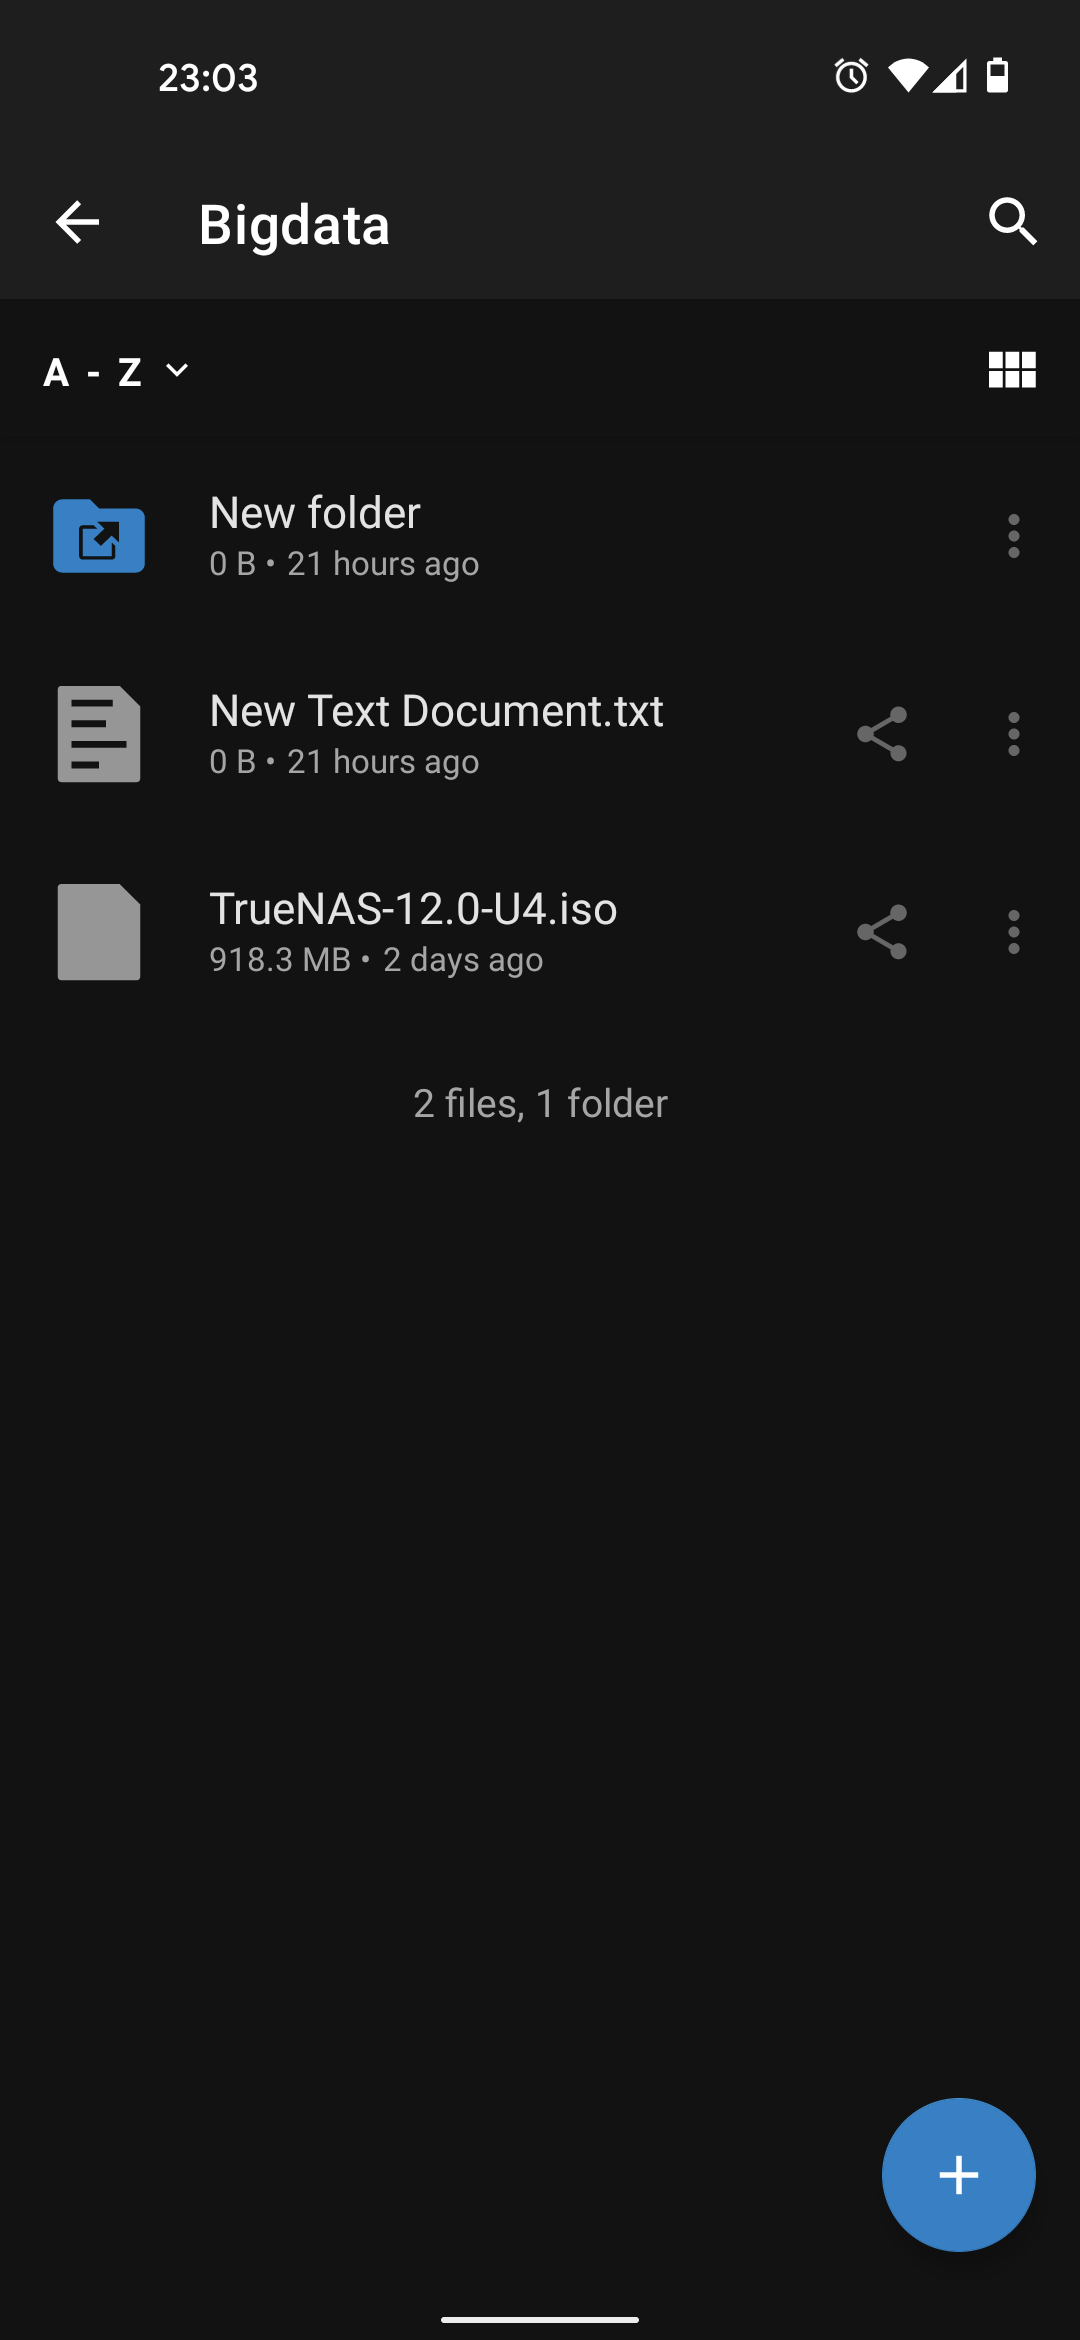 23:03
Bigdata
A - Z
New folder
0 B • 21 hours ago
New Text Document.txt
0 B • 21 hours ago
TrueNAS-12.0-U4.iso
918.3 MB • 2 days ago
2 files, 1 folder